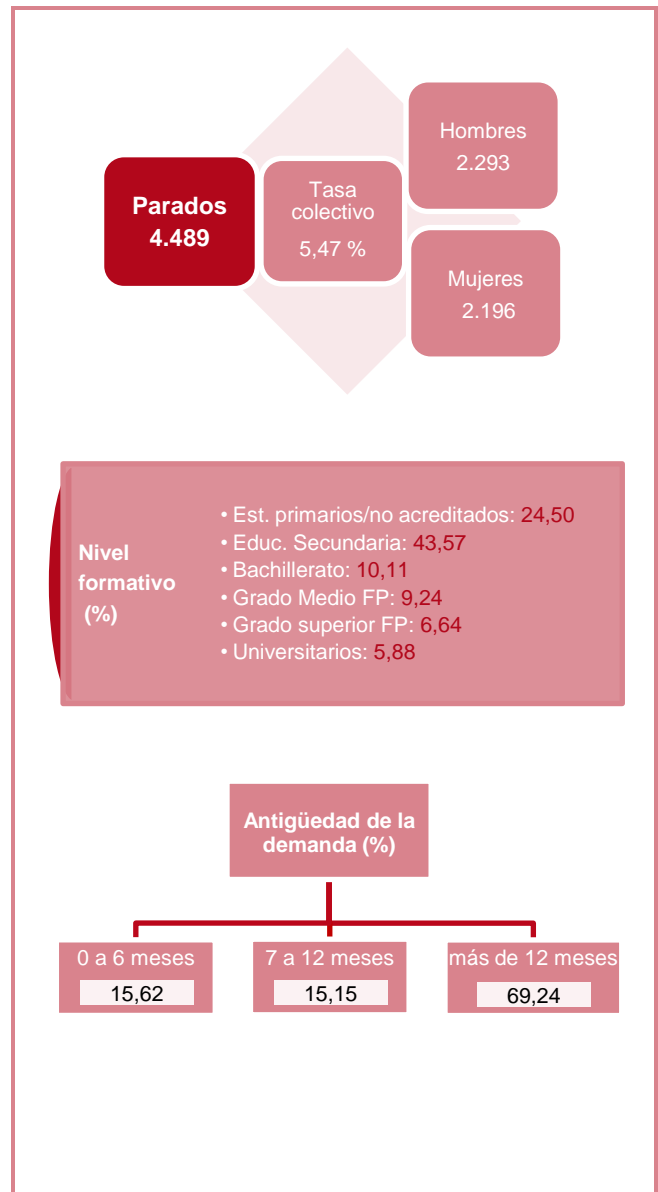 Parados
4.489
Tasa
colectivo
5,47 %
Hombres
2.293
Mujeres
2.196
Nivel
formativo
(%)
• Est. primarios/no acreditados: 24,50
• Educ. Secundaria: 43,57
• Bachillerato: 10,11
• Grado Medio FP: 9,24
• Grado superior FP: 6,64
• Universitarios: 5,88
Antigüedad de la
demanda (%)
0 a 6 meses
15,62
7 a 12 meses
15,15
más de 12 meses
69,24